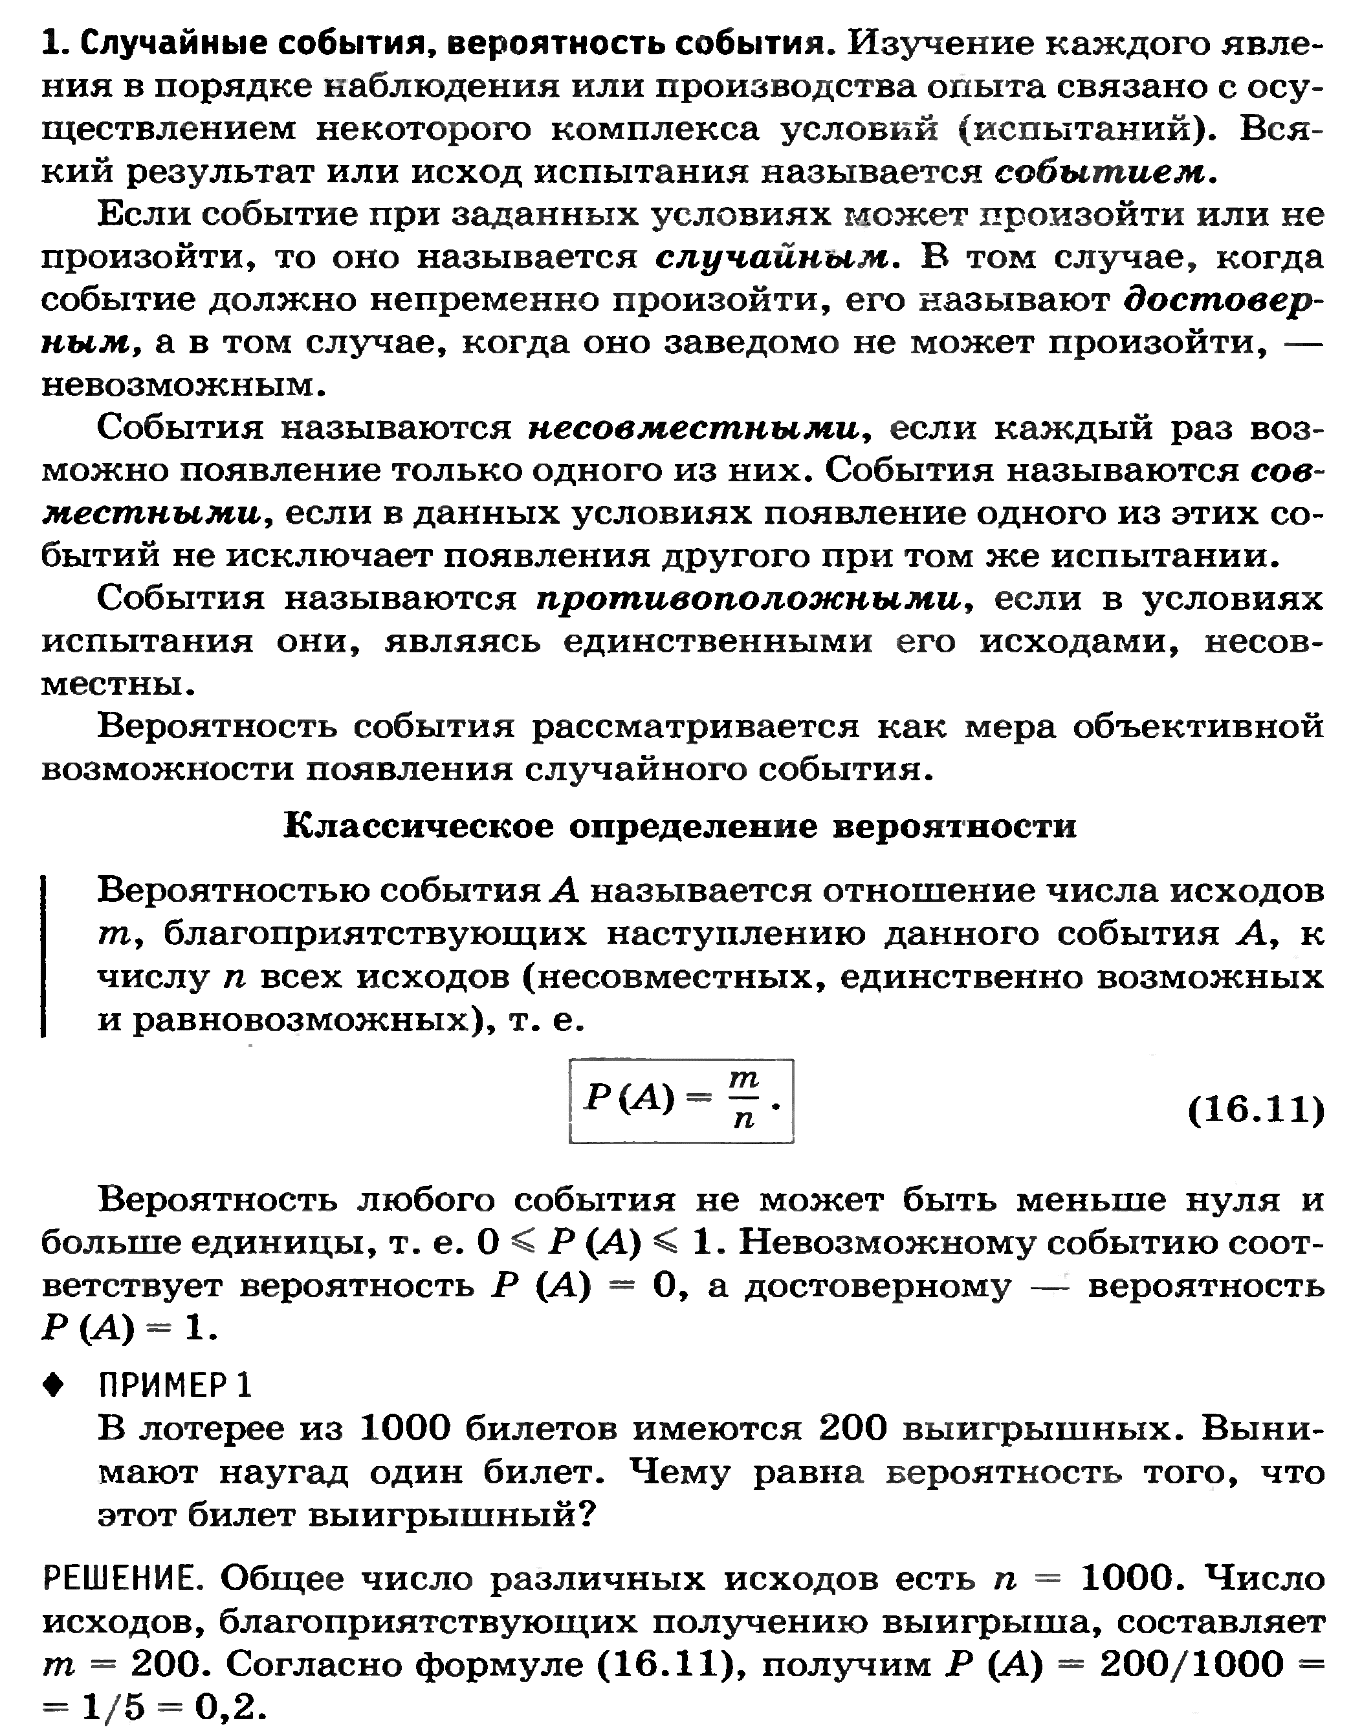 1. Случайные события, вероятность события. Изучение каждого явле-
ния в порядке наблюдения или производства опыта связано с осу-
ществлением некоторого комплекса условий (испытаний). Вся-
кий результат или исход испытания называется событием.
Если событие при заданных условиях может произойти или не
произойти, то оно называется случайным. В том случае, когда
событие должно непременно произойти, его называют достовер-
ным, а в том случае, когда оно заведомо не может произойти, —
невозможным.
События называются несовместными, если каждый раз воз-
можно появление только одного из них. События называются сов-
местными, если в данных условиях появление одного из этих со-
бытий не исключает появления другого при том же испытании.
События называются противоположными, если в условиях
испытания они, являясь единственными его исходами, несов-
местны.
Вероятность события рассматривается как мера объективной
возможности появления случайного события.
Классическое определение вероятности
Вероятностью события A называется отношение числа исходов
m, благоприятствующих наступлению данного события A, к
числу n всех исходов (несовместных, единственно возможных
и равновозможных), т. е.
P (A) = m/n. (16.11)
Вероятность любого события не может быть меньше нуля и
больше единицы, т. е. 0 ⩽ P (A) ⩽ 1. Невозможному событию соот-
ветствует вероятность P (A) = 0, а достоверному — вероятность
P (A) = 1.
♦ ПРИМЕР 1
В лотерее из 1000 билетов имеются 200 выигрышных. Выни-
мают наугад один билет. Чему равна вероятность того, что
этот билет выигрышный?
РЕШЕНИЕ. Общее число различных исходов есть n = 1000. Число
исходов, благоприятствующих получению выигрыша, составляет
m = 200. Согласно формуле (16.11), получим P (A) = 200/1000 =
= 1/5 = 0,2.